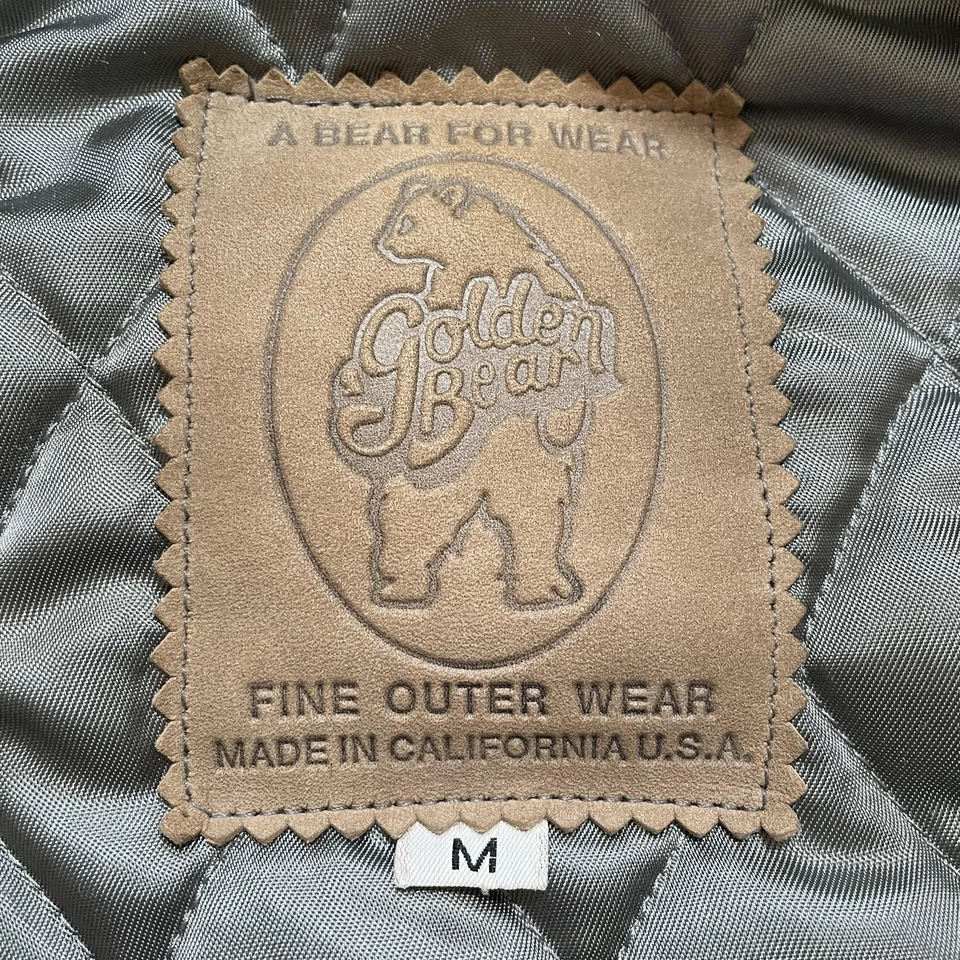 A BEAR FOR WEAR
Golden
Bear
FINE OUTER WEAR
MADE IN CALIFORNIA U.S.A.
M